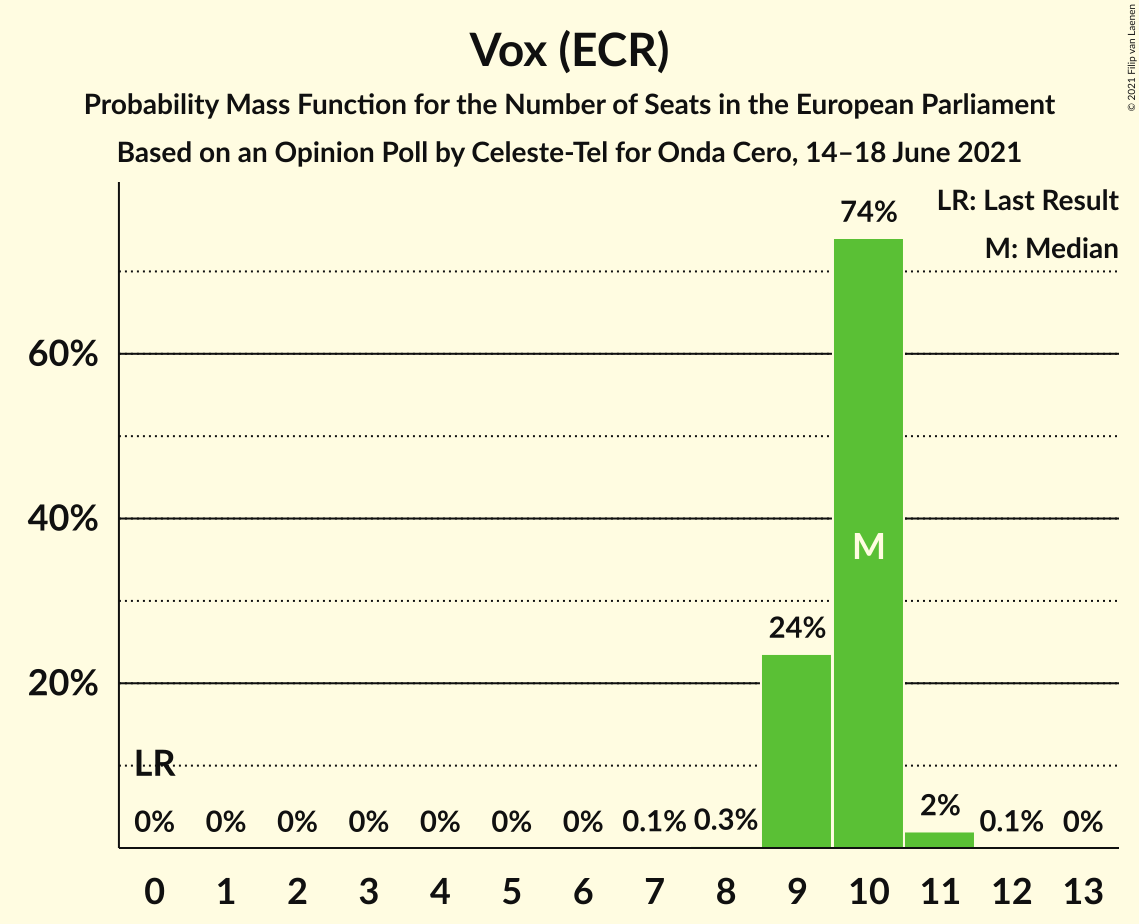 Vox (ECR)
Probability Mass Function for the Number of Seats in the European Parliament
Based on an Opinion Poll by Celeste-Tel for Onda Cero, 14–18 June 2021
© 2021 Filip van Laenen
LR: Last Result
M: Median
74%
60%
40%
M
24%
20%
LR
0% 0% 0% 0% 0% 0% 0% 0.1% 0.3% 2% 0.1% 0%
0 1 2 3 4 5 6 7 8 9 10 11 12 13